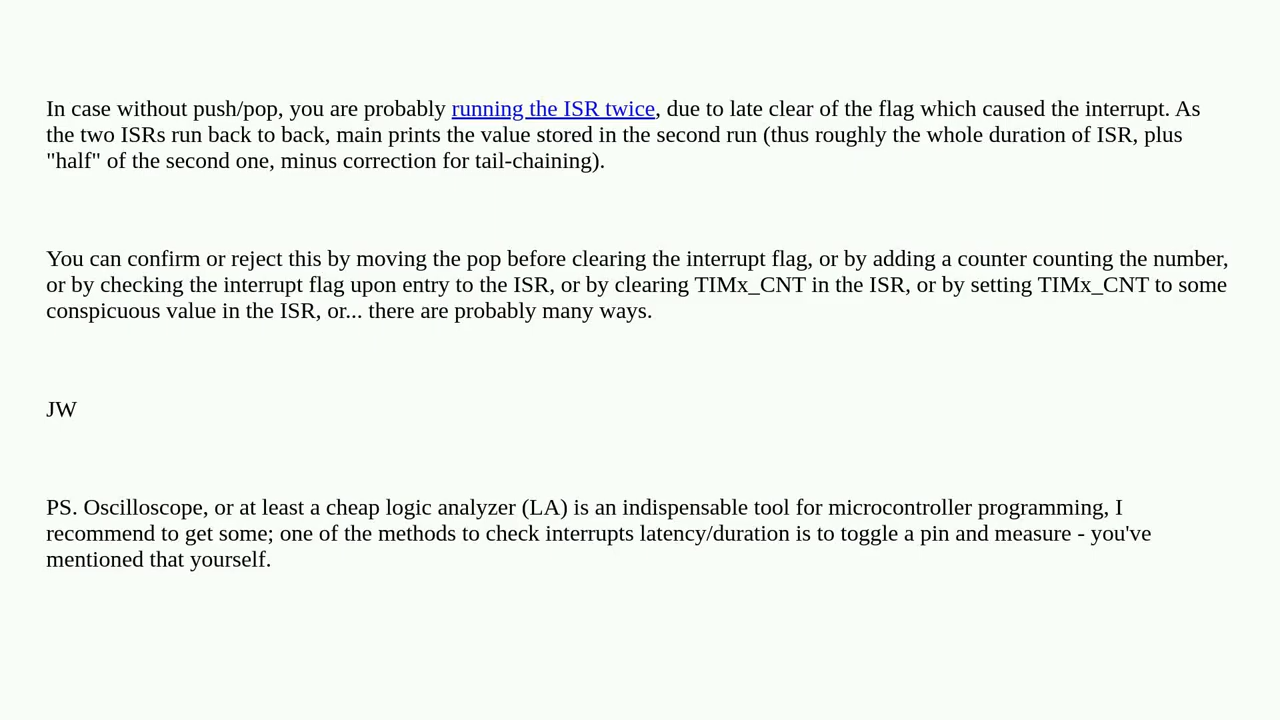 In case without push/pop, you are probably running the ISR twice, due to late clear of the flag which caused the interrupt. As
the two ISRs run back to back, main prints the value stored in the second run (thus roughly the whole duration of ISR, plus
"half" of the second one, minus correction for tail-chaining).
You can confirm or reject this by moving the pop before clearing the interrupt flag, or by adding a counter counting the number,
or by checking the interrupt flag upon entry to the ISR, or by clearing TIMx_CNT in the ISR, or by setting TIMx_CNT to some
conspicuous value in the ISR, or... there are probably many ways.
JW
PS. Oscilloscope, or at least a cheap logic analyzer (LA) is an indispensable tool for microcontroller programming, I
recommend to get some; one of the methods to check interrupts latency/duration is to toggle a pin and measure - you've
mentioned that yourself.